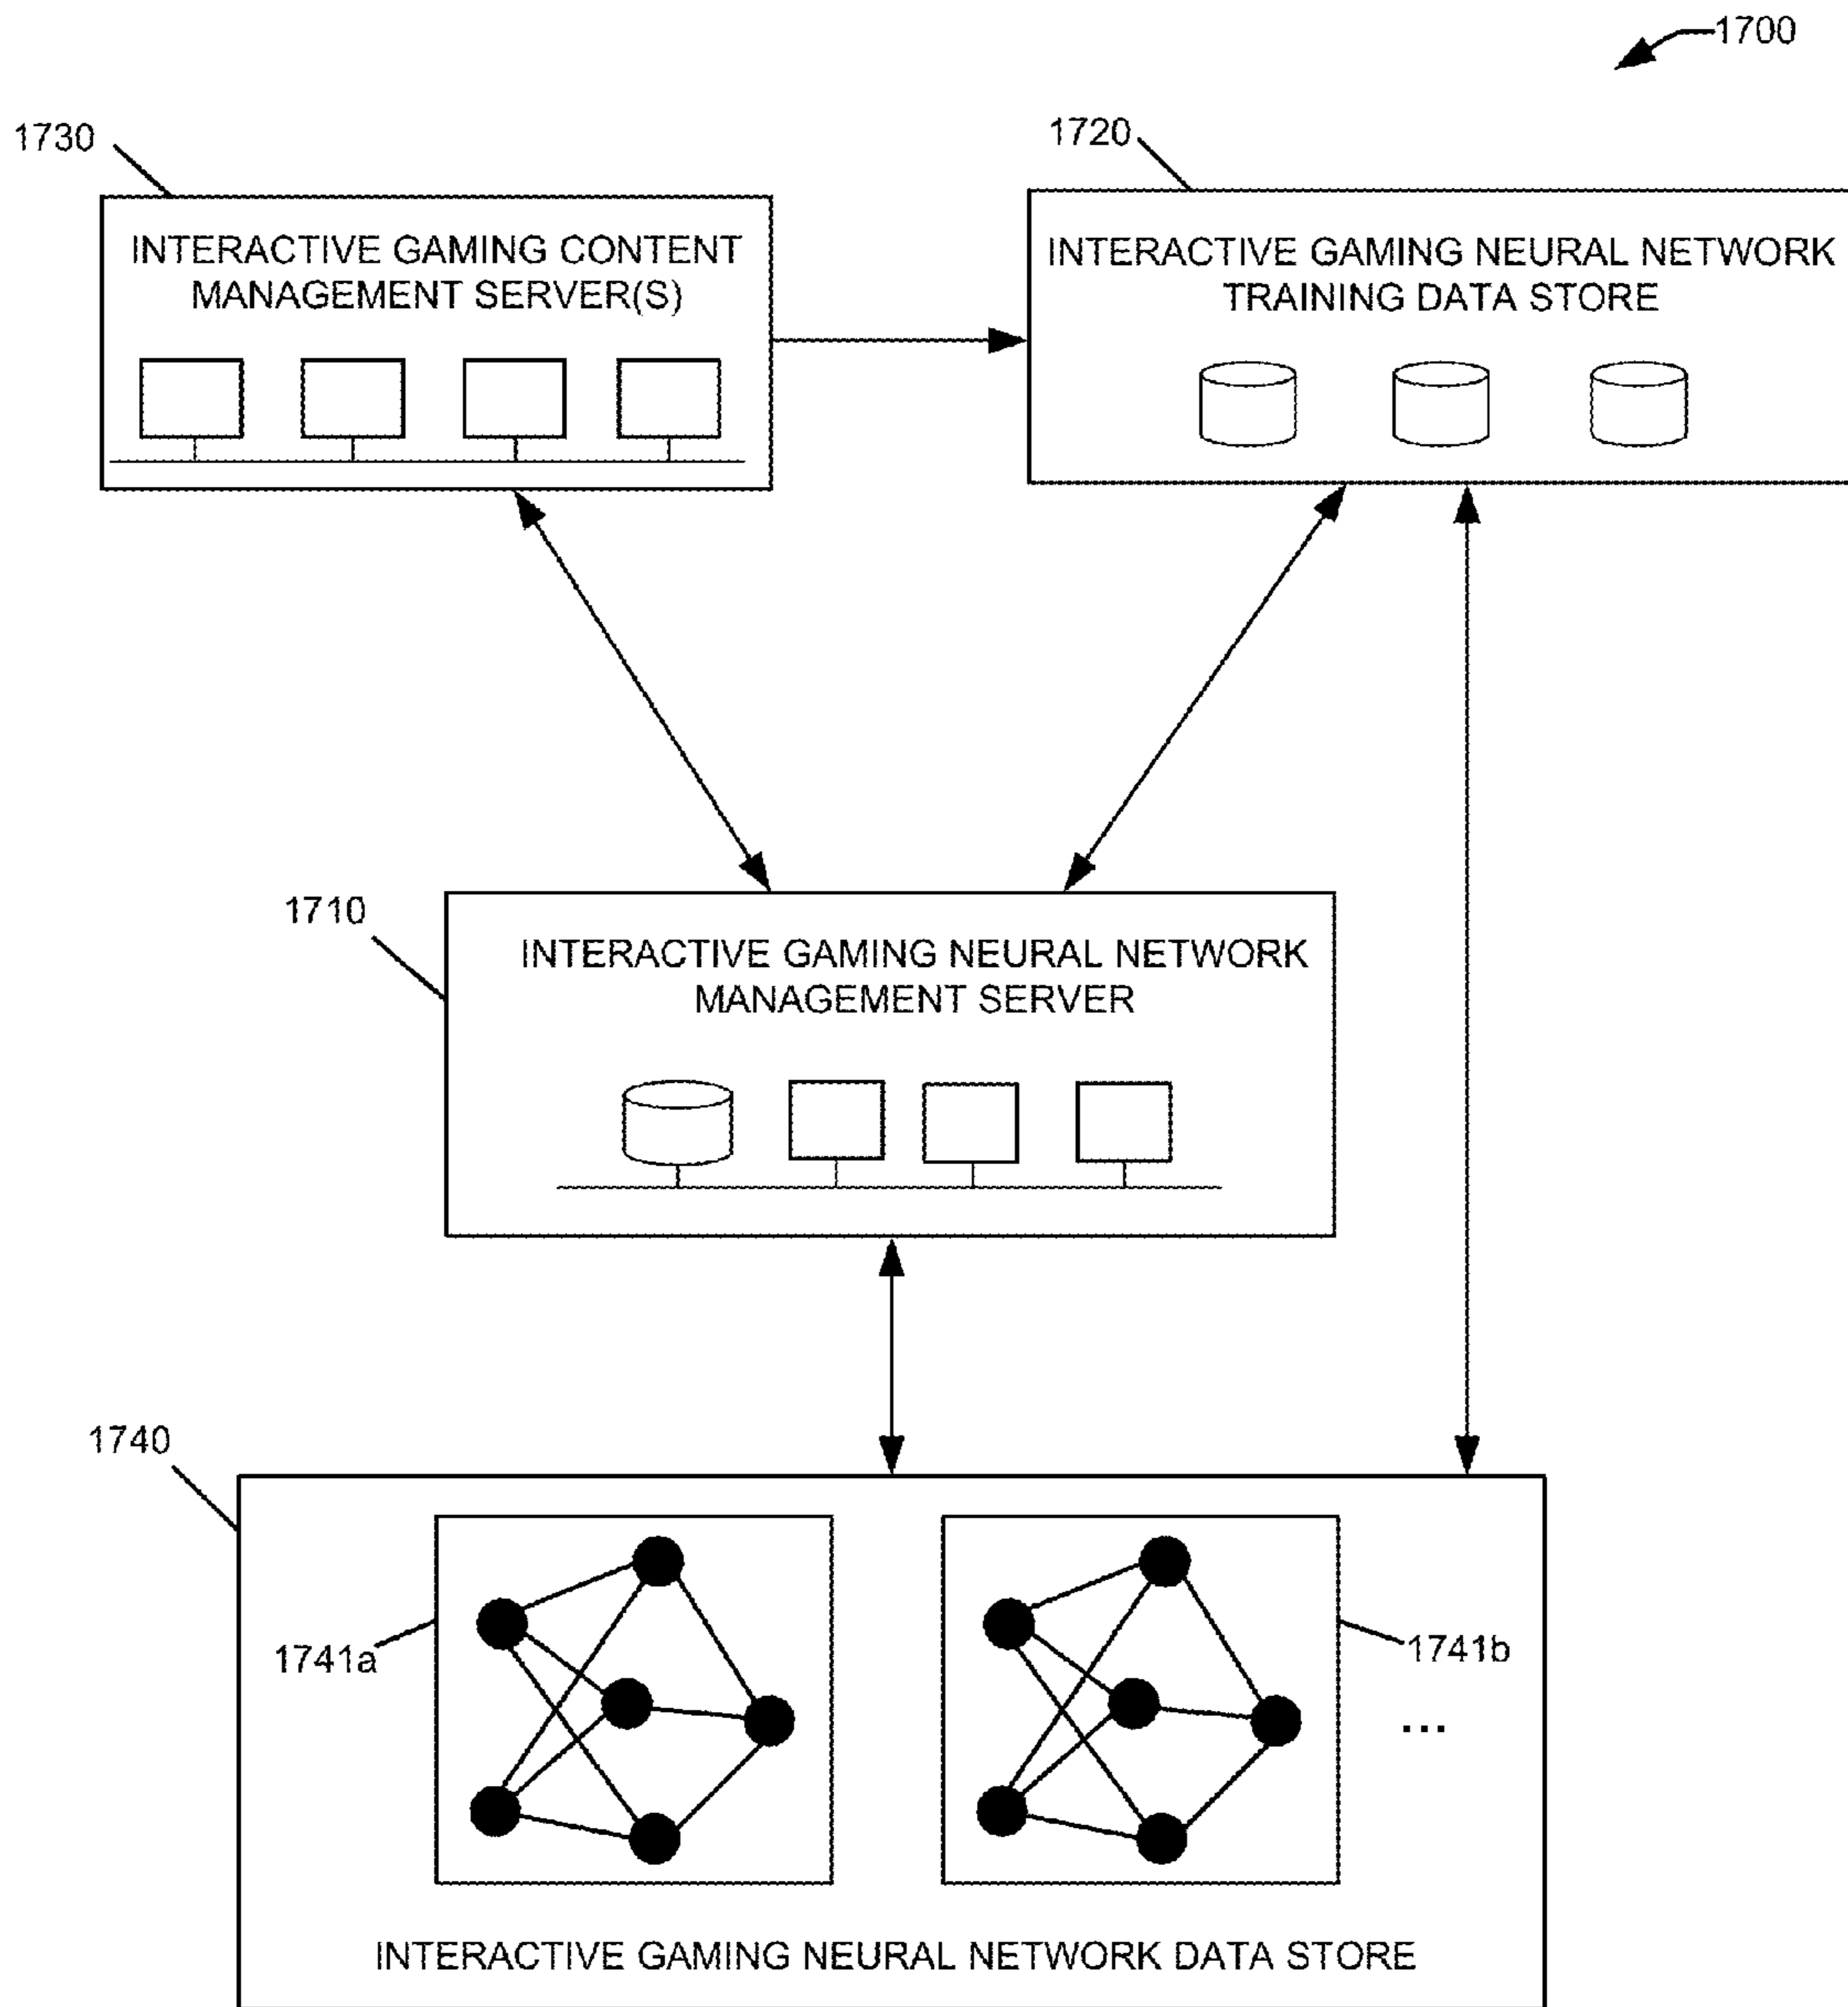 1700
1730
1720
INTERACTIVE GAMING CONTENT
MANAGEMENT SERVER(S)
INTERACTIVE GAMING NEURAL NETWORK
TRAINING DATA STORE
1710
INTERACTIVE GAMING NEURAL NETWORK
MANAGEMENT SERVER
1740
1741a
1741b
...
INTERACTIVE GAMING NEURAL NETWORK DATA STORE